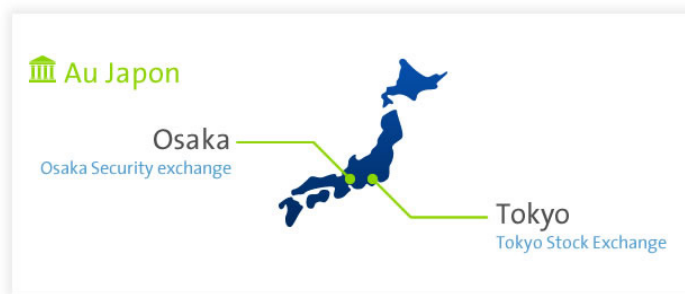 Au Japon
Osaka
Osaka Security exchange
Tokyo
Tokyo Stock Exchange